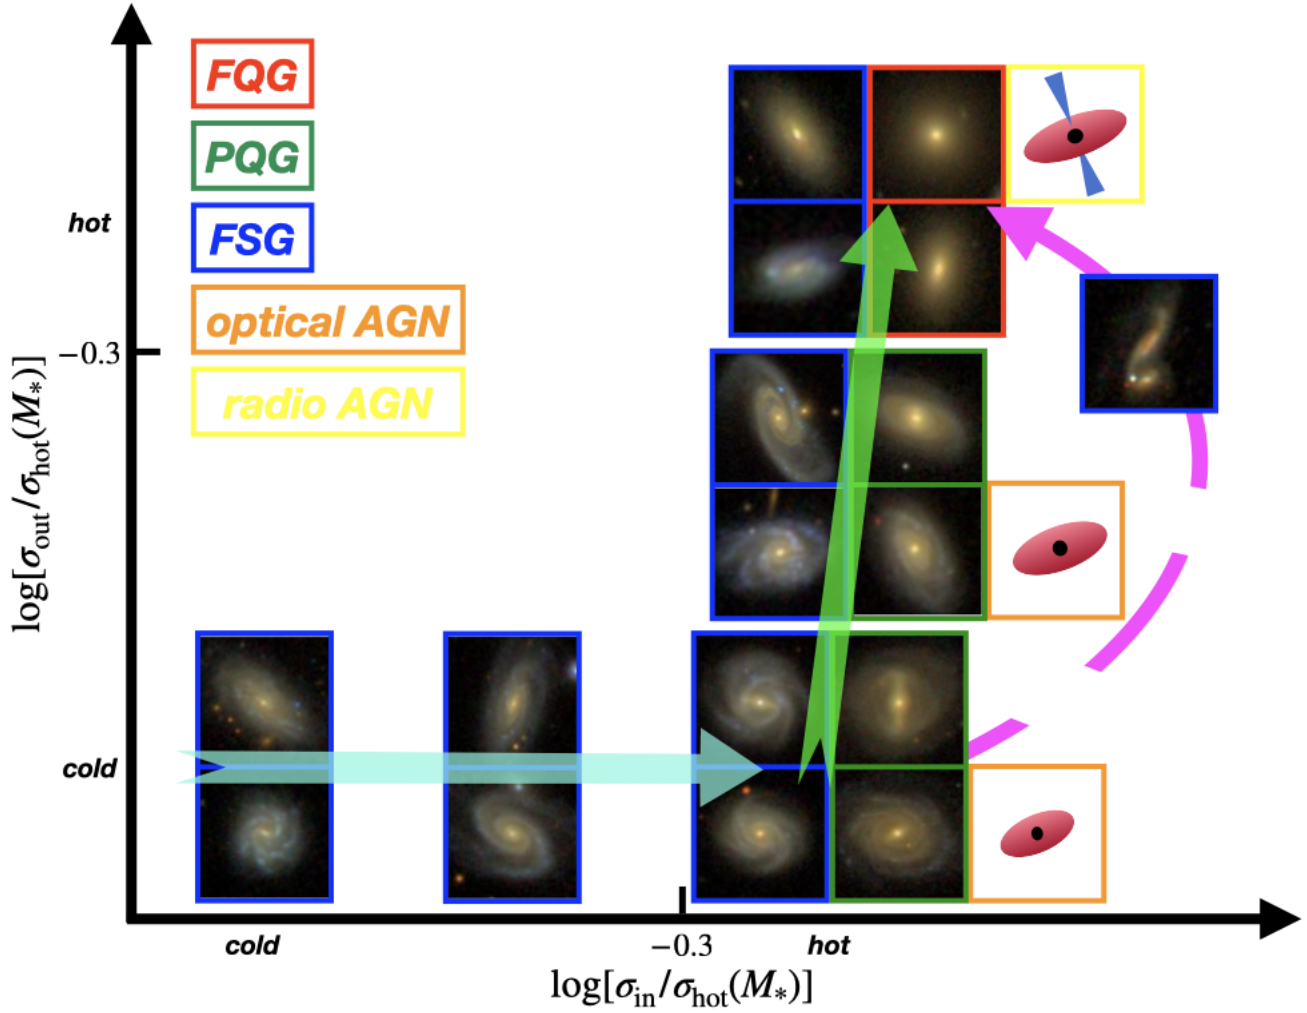 FQG
PQG
FSG
optical AGN
radio AGN
hot
−0.3
cold
log[σout/σhot(M*)]
cold
−0.3
hot
log[σin/σhot(M*)]